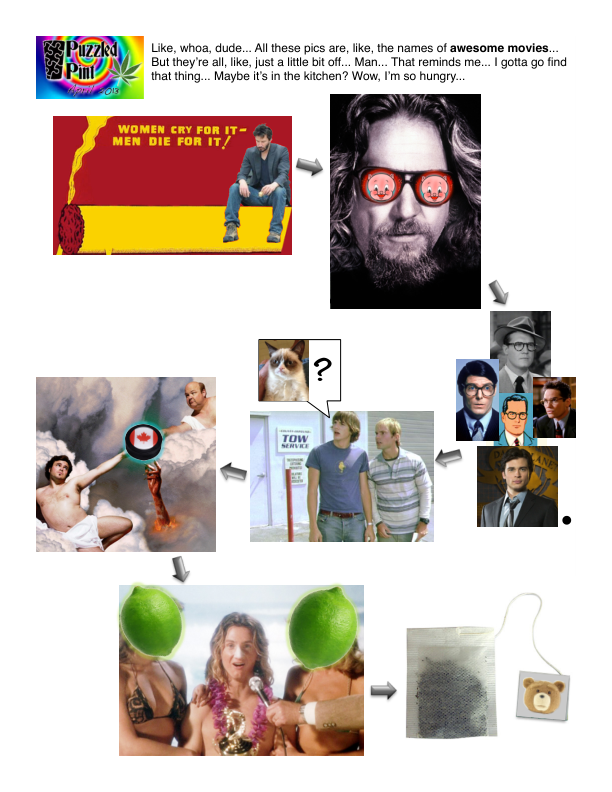 Puzzled
Pint
April 2013
Like, whoa, dude... All these pics are, like, the names of awesome movies...
But they're all, like, just a little bit off... Man... That reminds me... I gotta go find
that thing... Maybe it's in the kitchen? Wow, I'm so hungry...
WOMEN CRY FOR IT—
MEN DIE FOR IT!
?
TOW
SERVICE